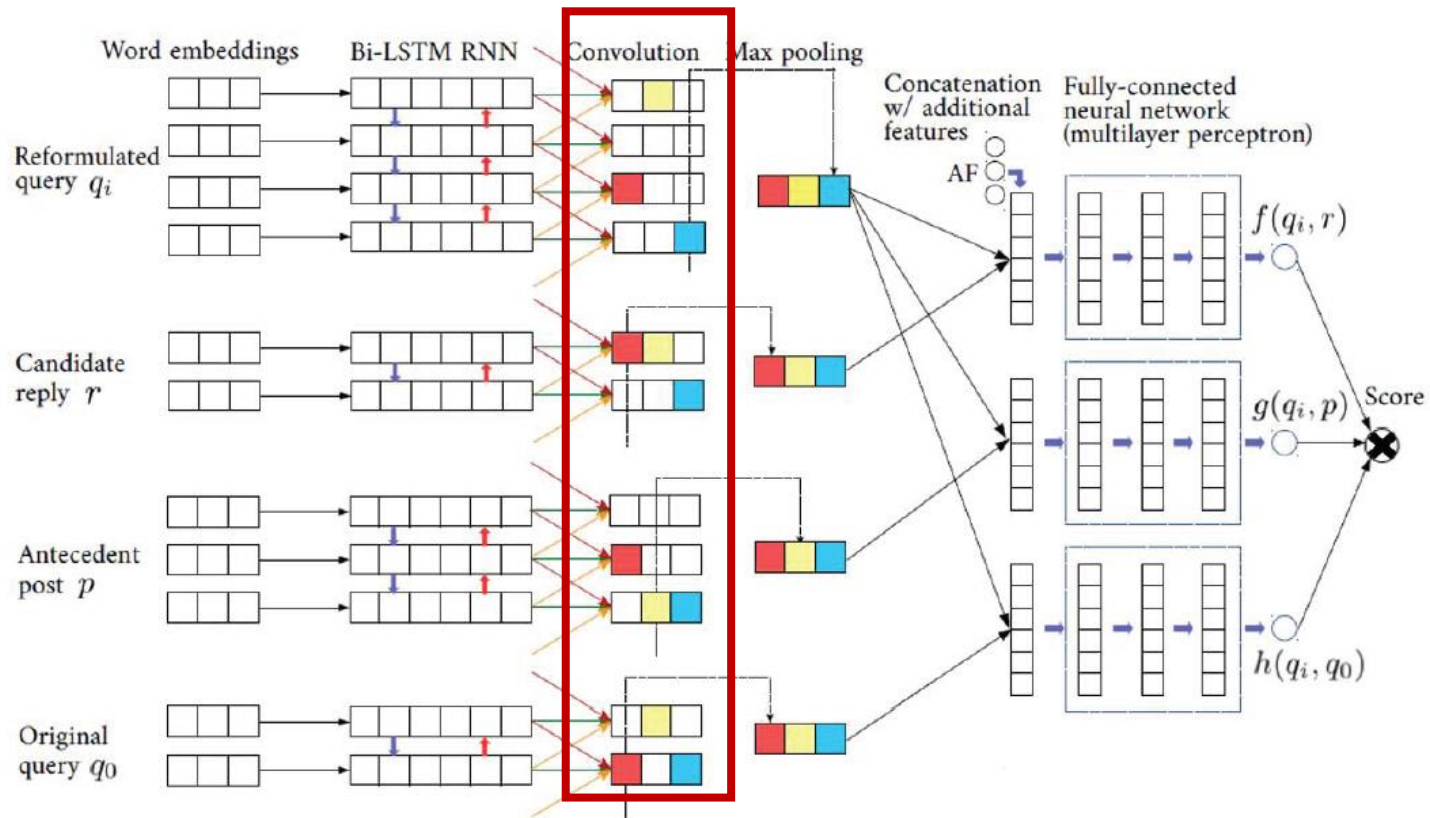 Word embeddings
Bi-LSTM RNN
Convolution
Max pooling
Concatenation
w/ additional
features
AF
Fully-connected
neural network
(multilayer perceptron)
Reformulated
query qᵢ
f(qᵢ, r)
Candidate
reply r
g(qᵢ, p)
Score
Antecedent
post p
h(qᵢ, q₀)
Original
query q₀